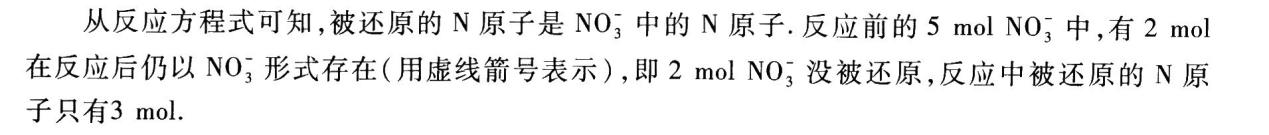 从反应方程式可知,被还原的 N 原子是 NO₃⁻ 中的 N 原子. 反应前的 5 mol NO₃⁻ 中,有 2 mol
在反应后仍以 NO₃⁻ 形式存在(用虚线箭号表示),即 2 mol NO₃⁻ 没被还原,反应中被还原的 N 原
子只有3 mol.